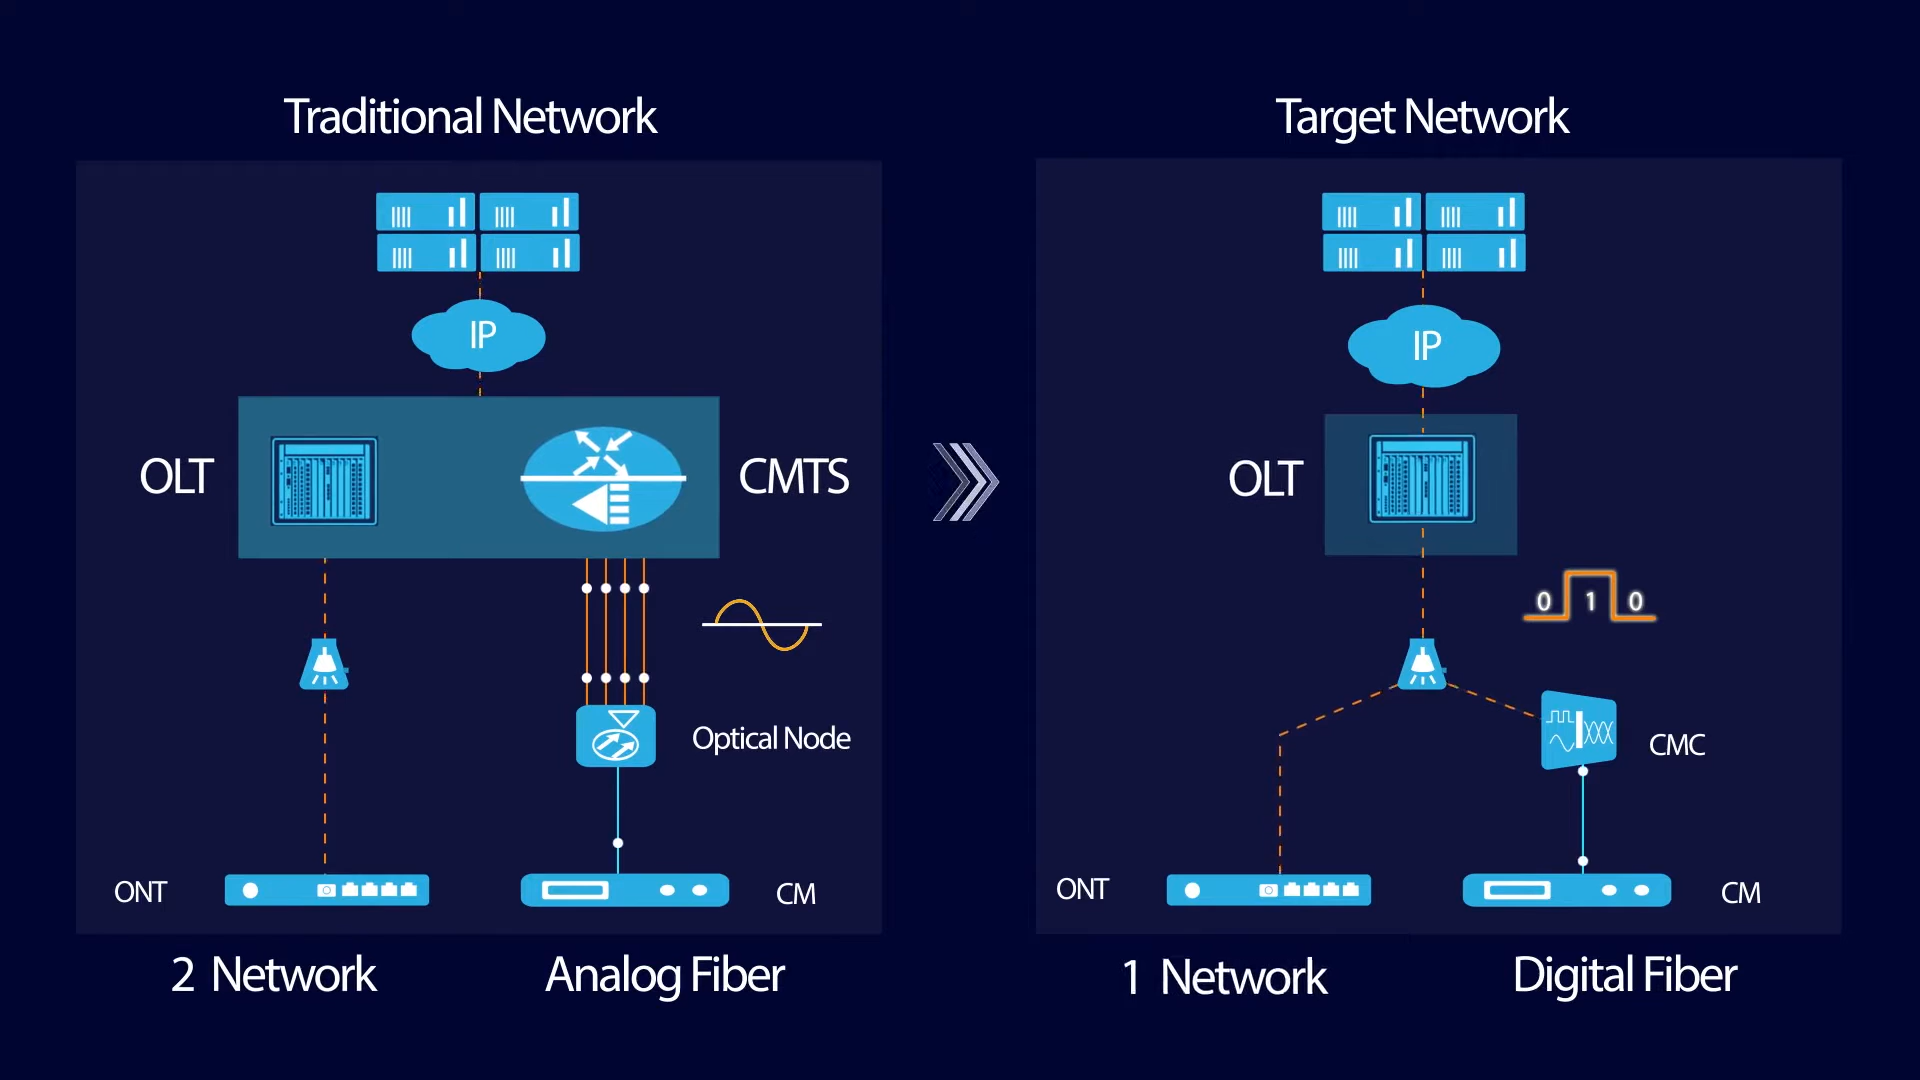 Traditional Network
IP
OLT
CMTS
Optical Node
ONT
CM
2 Network
Analog Fiber
Target Network
IP
OLT
0 1 0
CMC
ONT
CM
1 Network
Digital Fiber